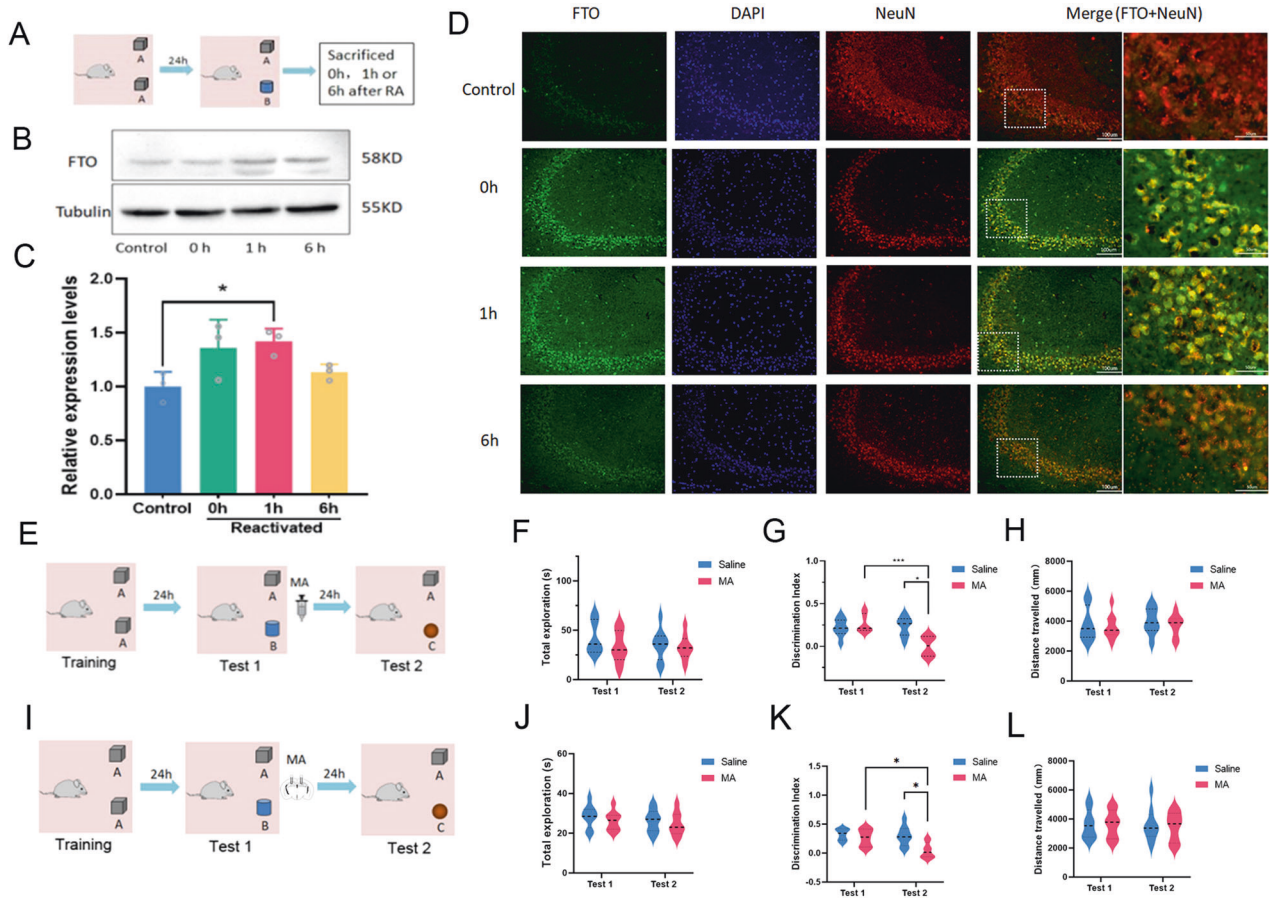 A
24h
A
A
A
B
Sacrificed
0h, 1h or
6h after RA
B
FTO
58KD
Tubulin
55KD
Control 0 h 1 h 6 h
C
Relative expression levels
2.0
1.5
1.0
0.5
0.0
*
Control 0h 1h 6h
Reactivated
D
FTO DAPI NeuN Merge (FTO+NeuN)
Control
100μm
0h
100μm
1h
100μm
6h
100μm
E
A
A
Training
24h
A
B
Test 1
MA
24h
A
C
Test 2
F
Total exploration (s)
100
50
0
Test 1 Test 2
Saline
MA
G
Discrimination Index
1.0
0.5
0.0
***
*
Test 1 Test 2
Saline
MA
H
Distance travelled (mm)
8000
6000
4000
2000
0
Test 1 Test 2
Saline
MA
I
A
A
Training
24h
A
B
Test 1
MA
24h
A
C
Test 2
J
Total exploration (s)
60
40
20
0
Test 1 Test 2
Saline
MA
K
Discrimination Index
1.5
1.0
0.5
0.0
-0.5
*
*
Test 1 Test 2
Saline
MA
L
Distance travelled (mm)
8000
6000
4000
2000
0
Test 1 Test 2
Saline
MA